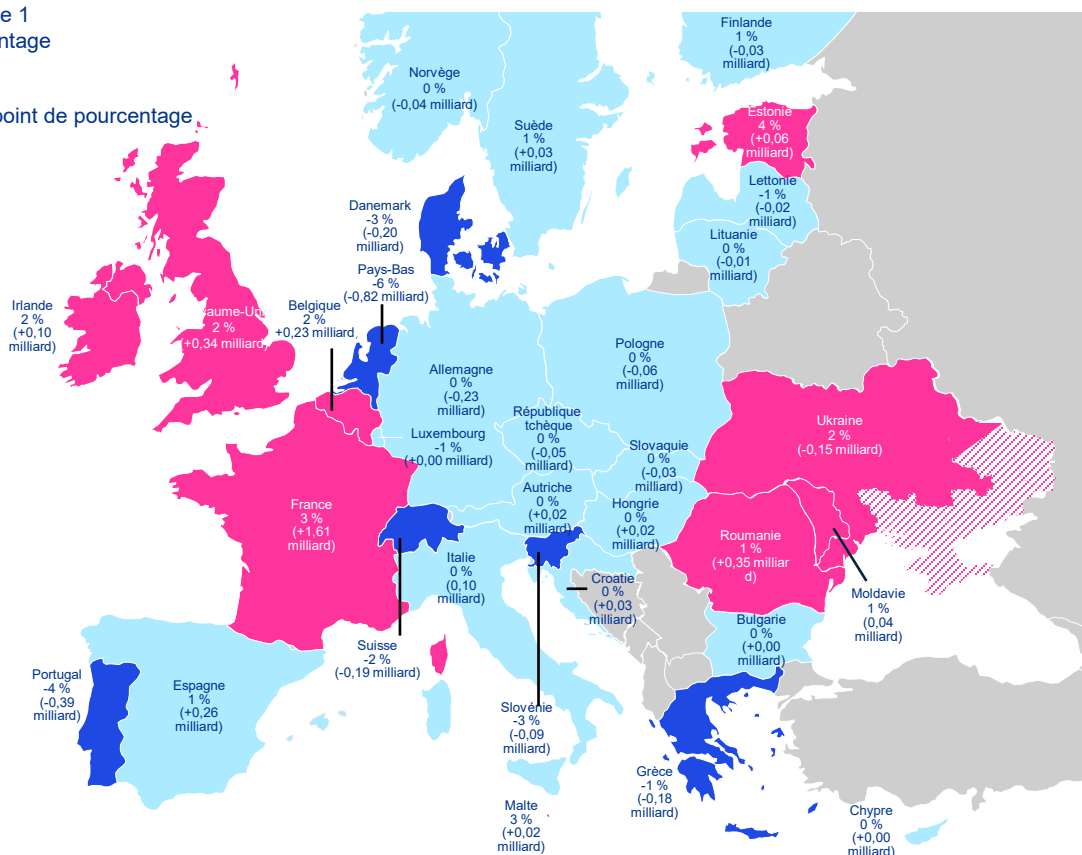 e 1
ntage
point de pourcentage
Finlande
1 %
(-0,03
milliard)
Norvège
0 %
(-0,04 milliard)
Suède
1 %
(+0,03
milliard)
Estonie
4 %
(+0,06
milliard)
Lettonie
-1 %
(-0,02
milliard)
Lituanie
0 %
(-0,01
milliard)
Danemark
-3 %
(-0,20
milliard)
Pays-Bas
-6 %
(-0,82 milliard)
Irlande
2 %
(+0,10
milliard)
aume-Un
2 %
+0,34 milliard)
Belgique
2 %
+0,23 milliard
Allemagne
0 %
(-0,23
milliard)
Pologne
0 %
(-0,06
milliard)
République
tchèque
0 %
(-0,05
milliard)
Luxembourg
-1 %
(+0,00 milliard)
Slovaquie
0 %
(-0,03
milliard)
Ukraine
2 %
(-0,15 milliard)
Autriche
0 %
(+0,02
milliard)
Hongrie
0 %
(+0,02
milliard)
France
3 %
(+1,61
milliard)
Roumanie
1 %
(+0,35 milliar
d)
Italie
0 %
(0,10
milliard)
Croatie
0 %
(+0,03
milliard)
Moldavie
1 %
(0,04
milliard)
Bulgarie
0 %
(+0,00
milliard)
Suisse
-2 %
(-0,19 milliard)
Portugal
-4 %
(-0,39
milliard)
Espagne
1 %
(+0,26
milliard)
Slovénie
-3 %
(-0,09
milliard)
Grèce
-1 %
(-0,18
milliard)
Malte
3 %
(+0,02
milliard)
Chypre
0 %
(+0,00
milliard)